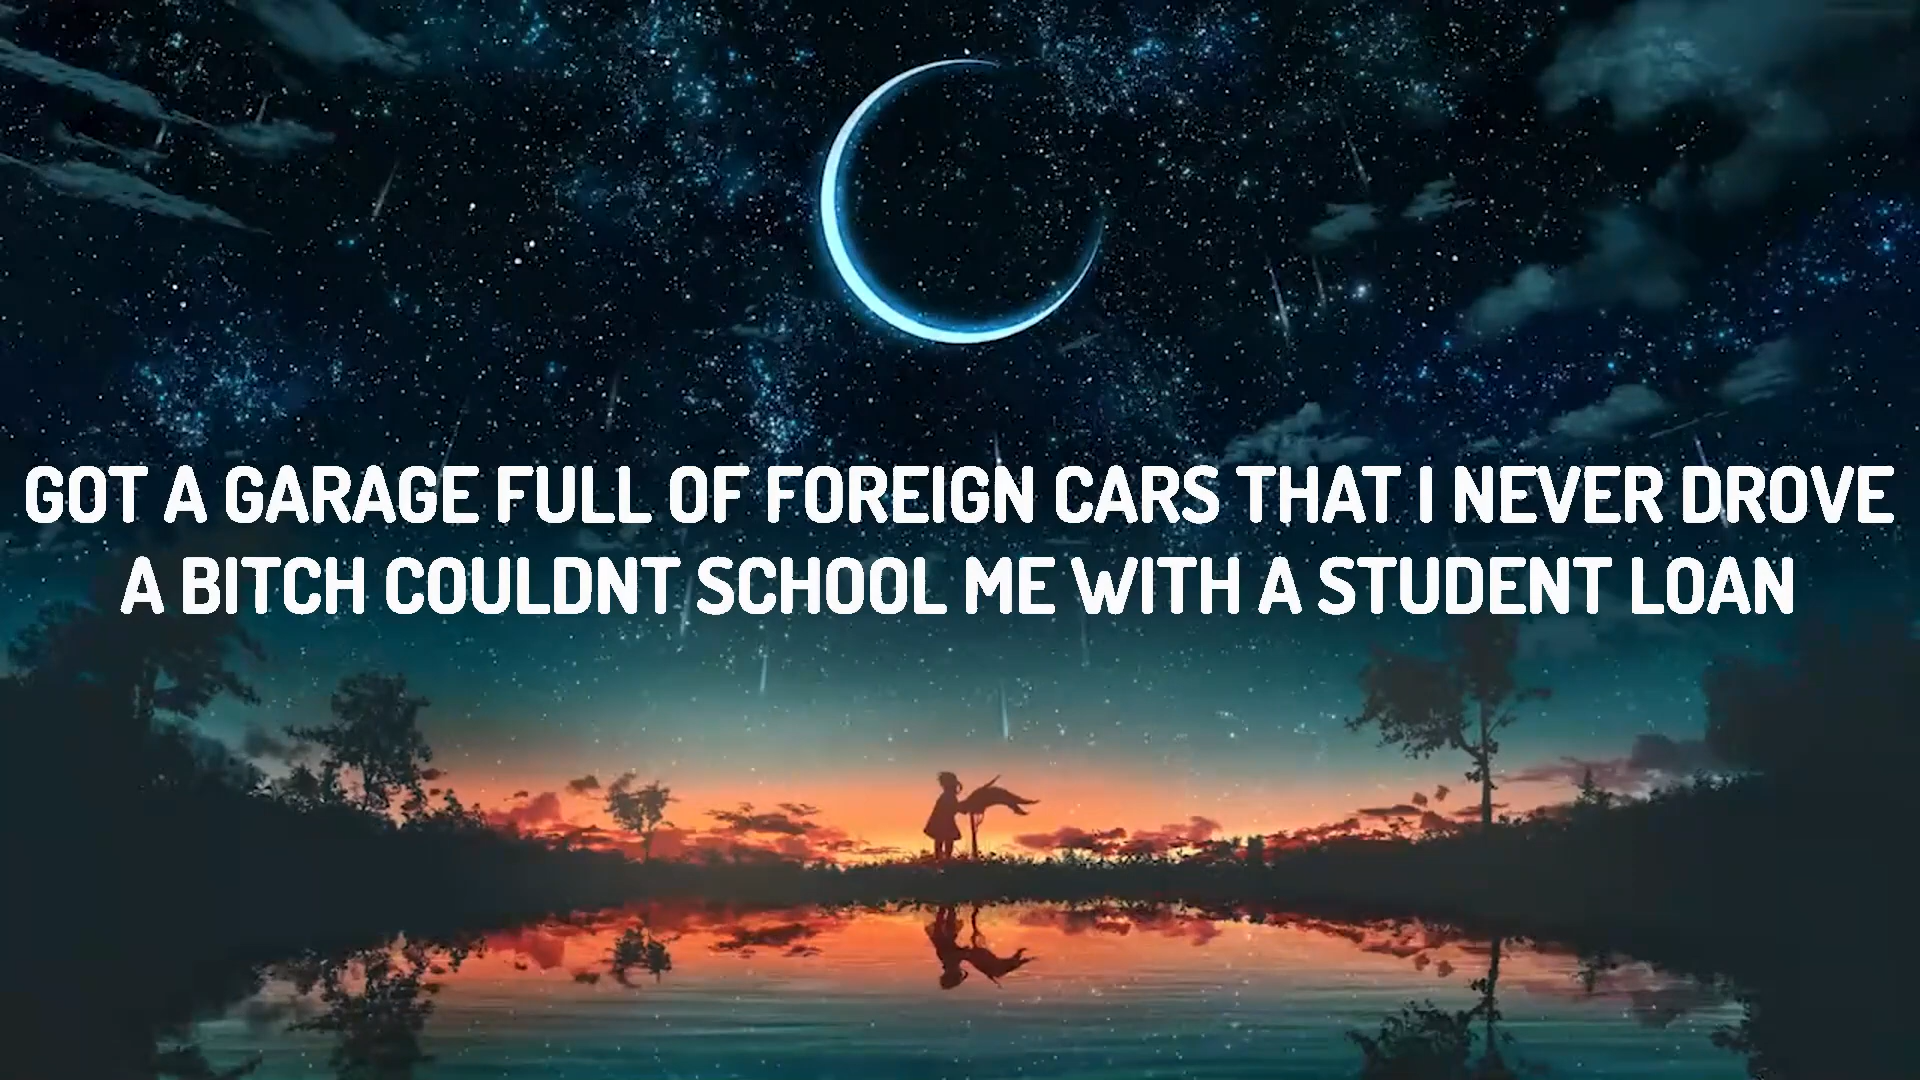 GOT A GARAGE FULL OF FOREIGN CARS THAT I NEVER DROVE
A BITCH COULDNT SCHOOL ME WITH A STUDENT LOAN